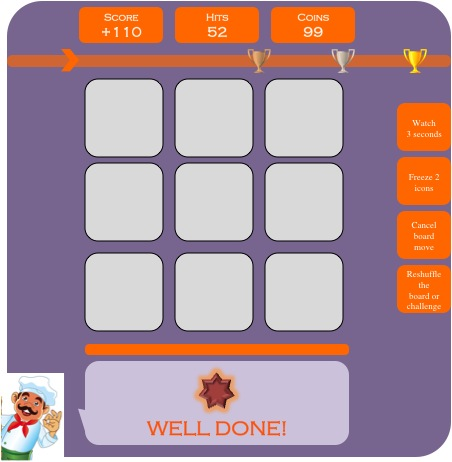 Score
+110
Hits
52
Coins
99
Watch
3 seconds
Freeze 2
icons
Cancel
board
move
Reshuffle
the
board or
challenge
WELL DONE!